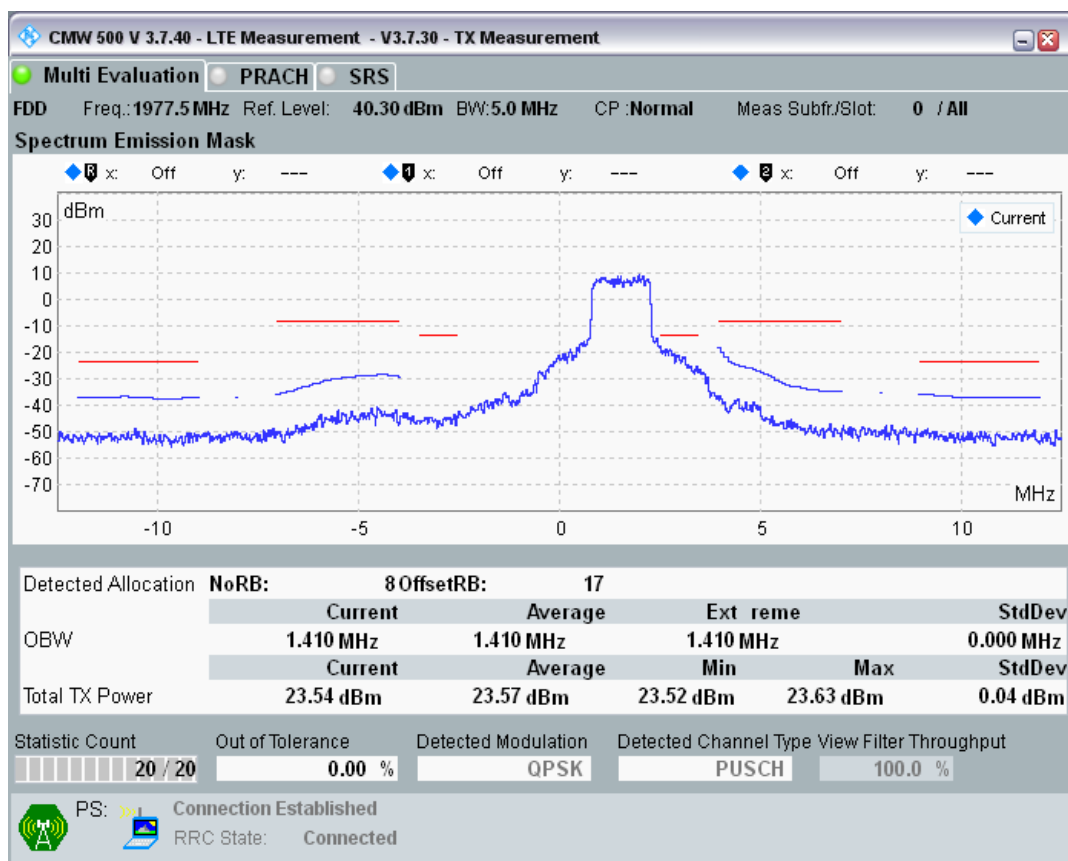 CMW 500 V 3.7.40 - LTE Measurement - V3.7.30 - TX Measurement
Multi Evaluation PRACH SRS
FDD Freq.: 1977.5 MHz Ref. Level: 40.30 dBm BW: 5.0 MHz CP : Normal Meas Subfr./Slot: 0 / All
Spectrum Emission Mask
R x: Off y: --- 1 x: Off y: --- 2 x: Off y: ---
dBm
Current
30
20
10
0
-10
-20
-30
-40
-50
-60
-70
MHz
-10 -5 0 5 10
Detected Allocation NoRB: 8 OffsetRB: 17
Current Average Ext reme StdDev
OBW 1.410 MHz 1.410 MHz 1.410 MHz 0.000 MHz
Current Average Min Max StdDev
Total TX Power 23.54 dBm 23.57 dBm 23.52 dBm 23.63 dBm 0.04 dBm
Statistic Count Out of Tolerance Detected Modulation Detected Channel Type View Filter Throughput
20 / 20 0.00 % QPSK PUSCH 100.0 %
PS: Connection Established
RRC State: Connected